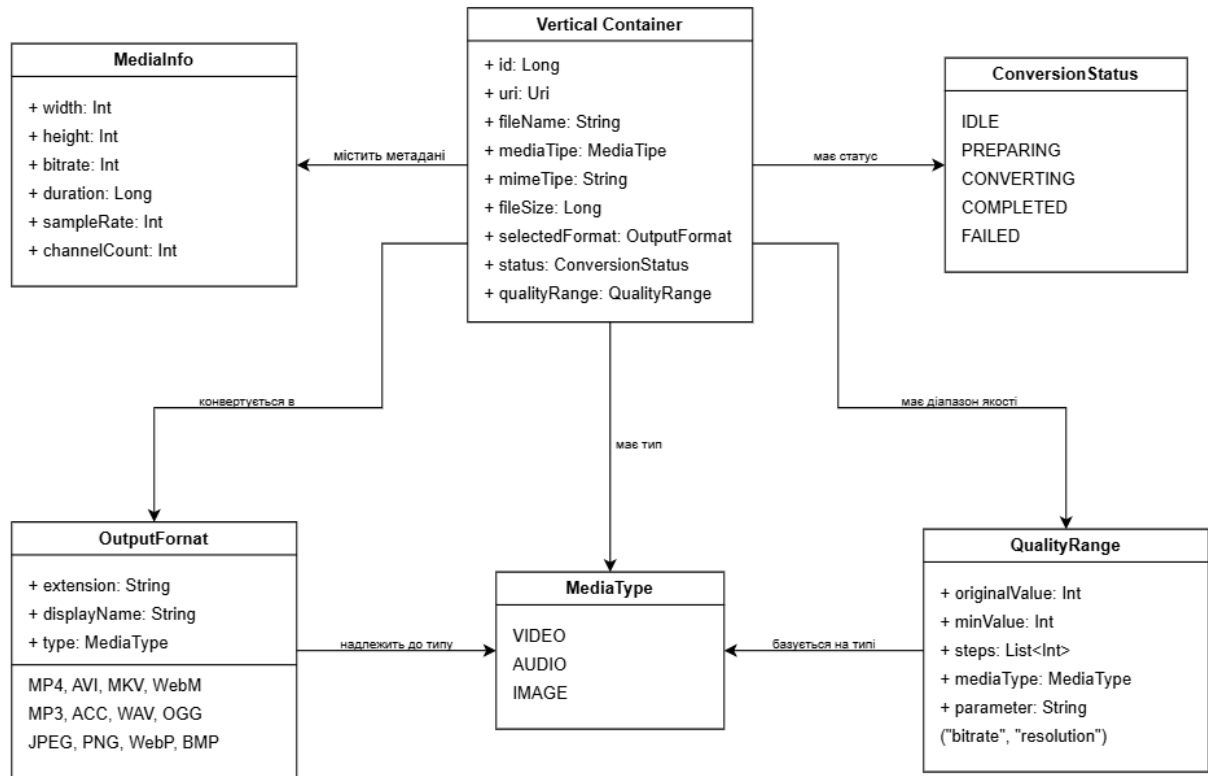 Vertical Container
+ id: Long
+ uri: Uri
+ fileName: String
+ mediaTipe: MediaTipe
+ mimeTipe: String
+ fileSize: Long
+ selectedFormat: OutputFormat
+ status: ConversionStatus
+ qualityRange: QualityRange
MediaInfo
+ width: Int
+ height: Int
+ bitrate: Int
+ duration: Long
+ sampleRate: Int
+ channelCount: Int
містить метадані
має статус
ConversionStatus
IDLE
PREPARING
CONVERTING
COMPLETED
FAILED
конвертується в
має тип
має діапазон якості
OutputFornat
+ extension: String
+ displayName: String
+ type: MediaType
MP4, AVI, MKV, WebM
MP3, ACC, WAV, OGG
JPEG, PNG, WebP, BMP
надлежить до типу
MediaType
VIDEO
AUDIO
IMAGE
базується на типі
QualityRange
+ originalValue: Int
+ minValue: Int
+ steps: List<Int>
+ mediaType: MediaType
+ parameter: String
("bitrate", "resolution")